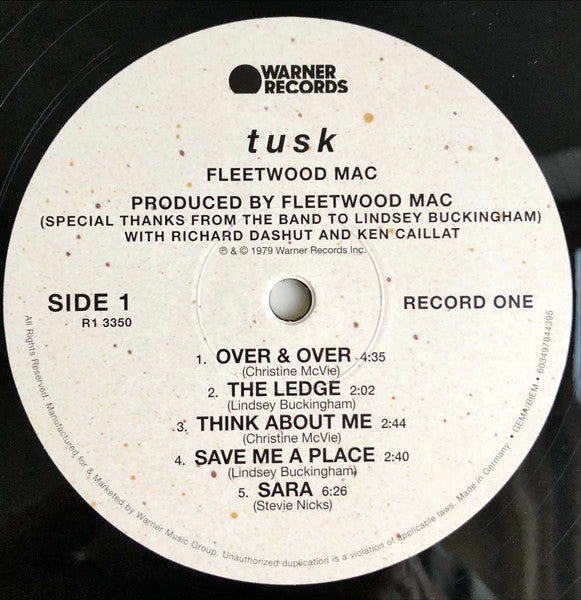 WARNER
RECORDS
tusk
FLEETWOOD MAC
PRODUCED BY FLEETWOOD MAC
(SPECIAL THANKS FROM THE BAND TO LINDSEY BUCKINGHAM)
WITH RICHARD DASHUT AND KEN CAILLAT
℗ & © 1979 Warner Records Inc.
SIDE 1
R1 3350
RECORD ONE
1. OVER & OVER 4:35
(Christine McVie)
2. THE LEDGE 2:02
(Lindsey Buckingham)
3. THINK ABOUT ME 2:44
(Christine McVie)
4. SAVE ME A PLACE 2:40
(Lindsey Buckingham)
5. SARA 6:26
(Stevie Nicks)
All Rights Reserved. Manufactured for & Marketed by Warner Music Group. Unauthorized duplication is a violation of applicable laws. Made in Germany. • GEMA/BIEM • 603497844395